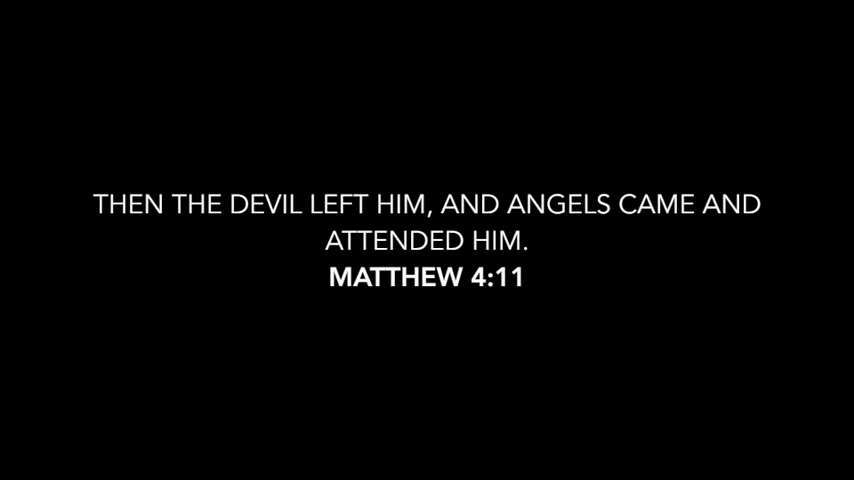 THEN THE DEVIL LEFT HIM, AND ANGELS CAME AND
ATTENDED HIM.
MATTHEW 4:11